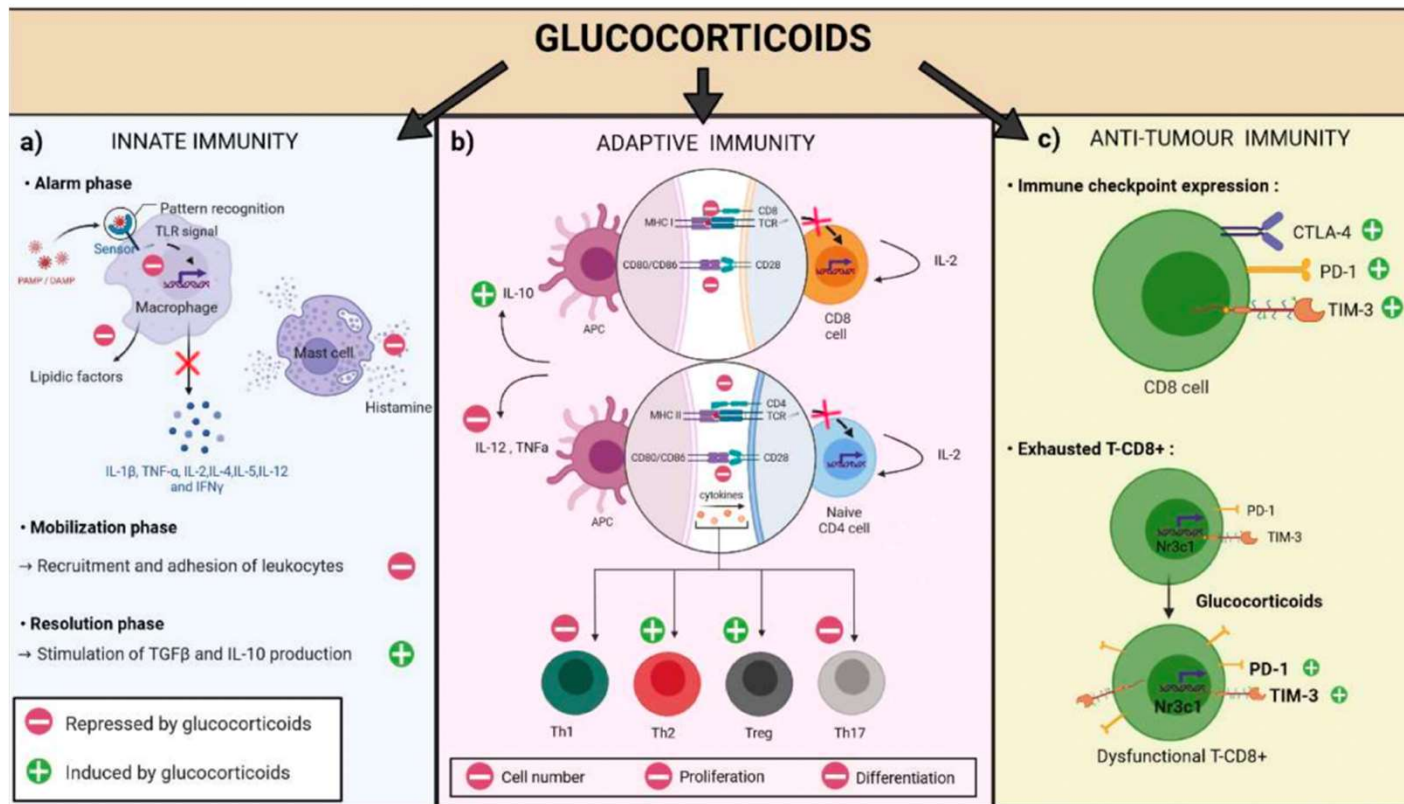 GLUCOCORTICOIDS
a) INNATE IMMUNITY
• Alarm phase
Pattern recognition
TLR signal
Sensor
PAMP / DAMP
Macrophage
Lipidic factors
Mast cell
Histamine
IL-1β, TNF-α, IL-2,IL-4,IL-5,IL-12
and IFNγ
• Mobilization phase
→ Recruitment and adhesion of leukocytes
• Resolution phase
→ Stimulation of TGFβ and IL-10 production
Repressed by glucocorticoids
Induced by glucocorticoids
b) ADAPTIVE IMMUNITY
CD8
MHC I
TCR
CD80/CD86
CD28
IL-2
IL-10
APC
CD8
cell
CD4
MHC II
TCR
IL-12 , TNFa
CD80/CD86
CD28
IL-2
cytokines
APC
Naive
CD4 cell
Th1
Th2
Treg
Th17
Cell number
Proliferation
Differentiation
c) ANTI-TUMOUR IMMUNITY
• Immune checkpoint expression :
CTLA-4
PD-1
TIM-3
CD8 cell
• Exhausted T-CD8+ :
PD-1
TIM-3
Nr3c1
Glucocorticoids
PD-1
TIM-3
Nr3c1
Dysfunctional T-CD8+